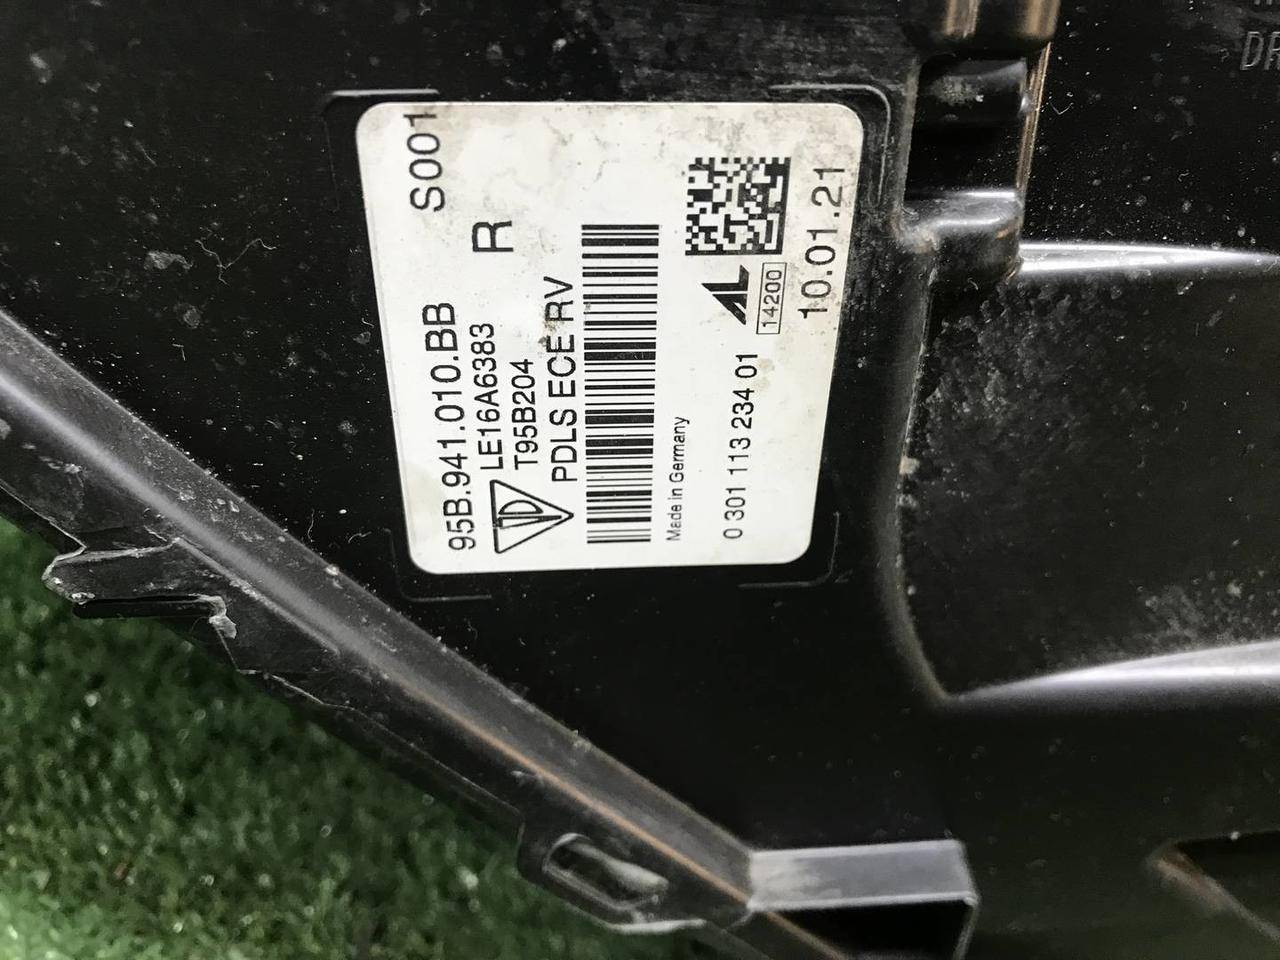 95B.941.010.BB S001
LE16A6383
T95B204 R
PDLS ECE RV
Made in Germany
AL
14200
0 301 113 234 01 10.01.21